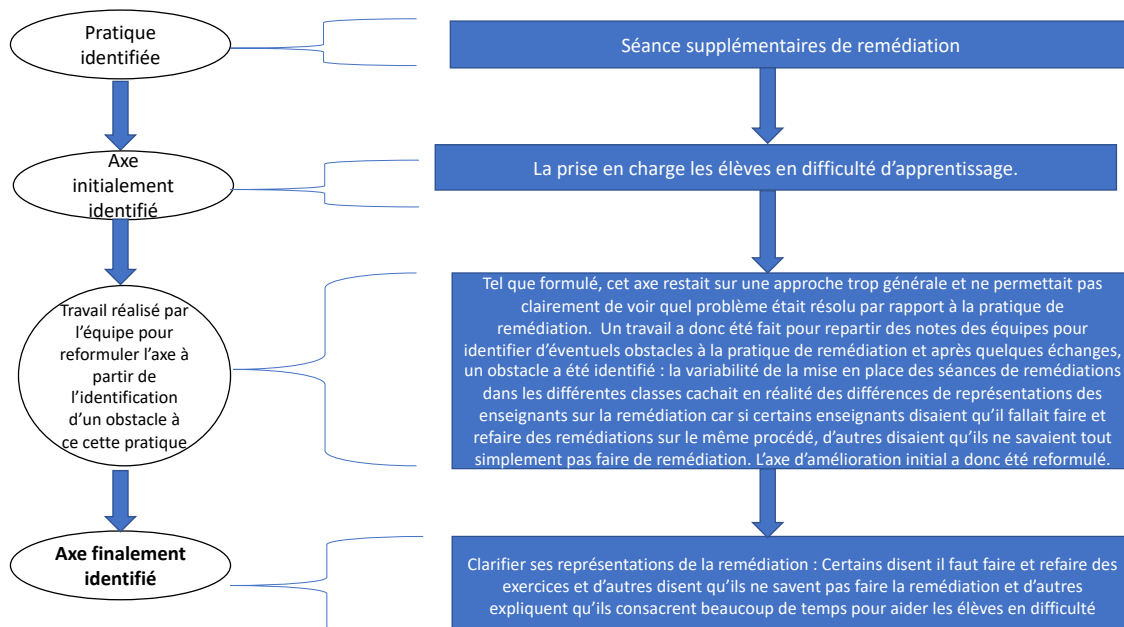 Pratique
identifiée
Séance supplémentaires de remédiation
Axe
initialement
identifié
La prise en charge les élèves en difficulté d’apprentissage.
Travail réalisé par
l’équipe pour
reformuler l’axe à
partir de
l’identification
d’un obstacle à
ce cette pratique
Tel que formulé, cet axe restait sur une approche trop générale et ne permettait pas
clairement de voir quel problème était résolu par rapport à la pratique de
remédiation. Un travail a donc été fait pour repartir des notes des équipes pour
identifier d’éventuels obstacles à la pratique de remédiation et après quelques échanges,
un obstacle a été identifié : la variabilité de la mise en place des séances de remédiations
dans les différentes classes cachait en réalité des différences de représentations des
enseignants sur la remédiation car si certains enseignants disaient qu’il fallait faire et
refaire des remédiations sur le même procédé, d’autres disaient qu’ils ne savaient tout
simplement pas faire de remédiation. L’axe d’amélioration initial a donc été reformulé.
Axe finalement
identifié
Clarifier ses représentations de la remédiation : Certains disent il faut faire et refaire des
exercices et d’autres disent qu’ils ne savent pas faire la remédiation et d’autres
expliquent qu’ils consacrent beaucoup de temps pour aider les élèves en difficulté